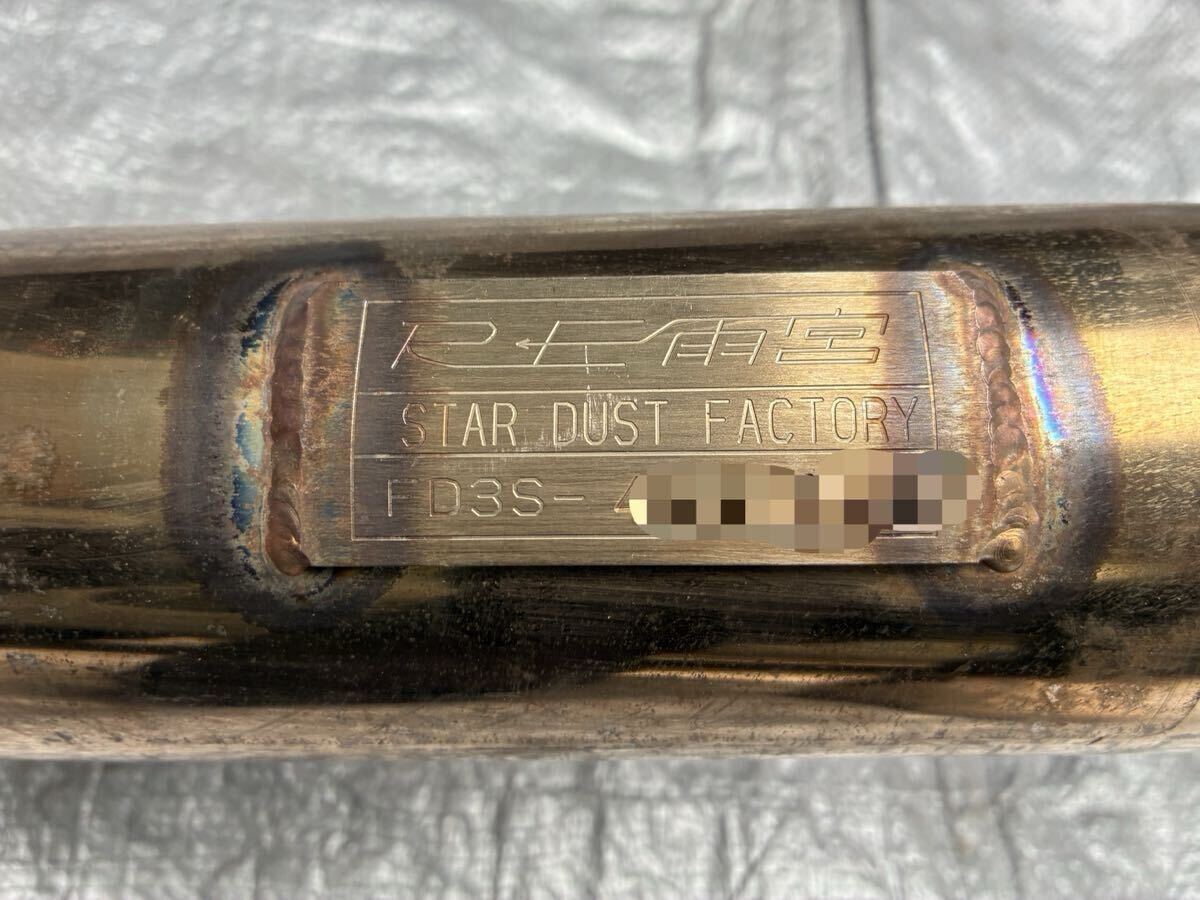 RE雨宮
STAR DUST FACTORY
FD3S-